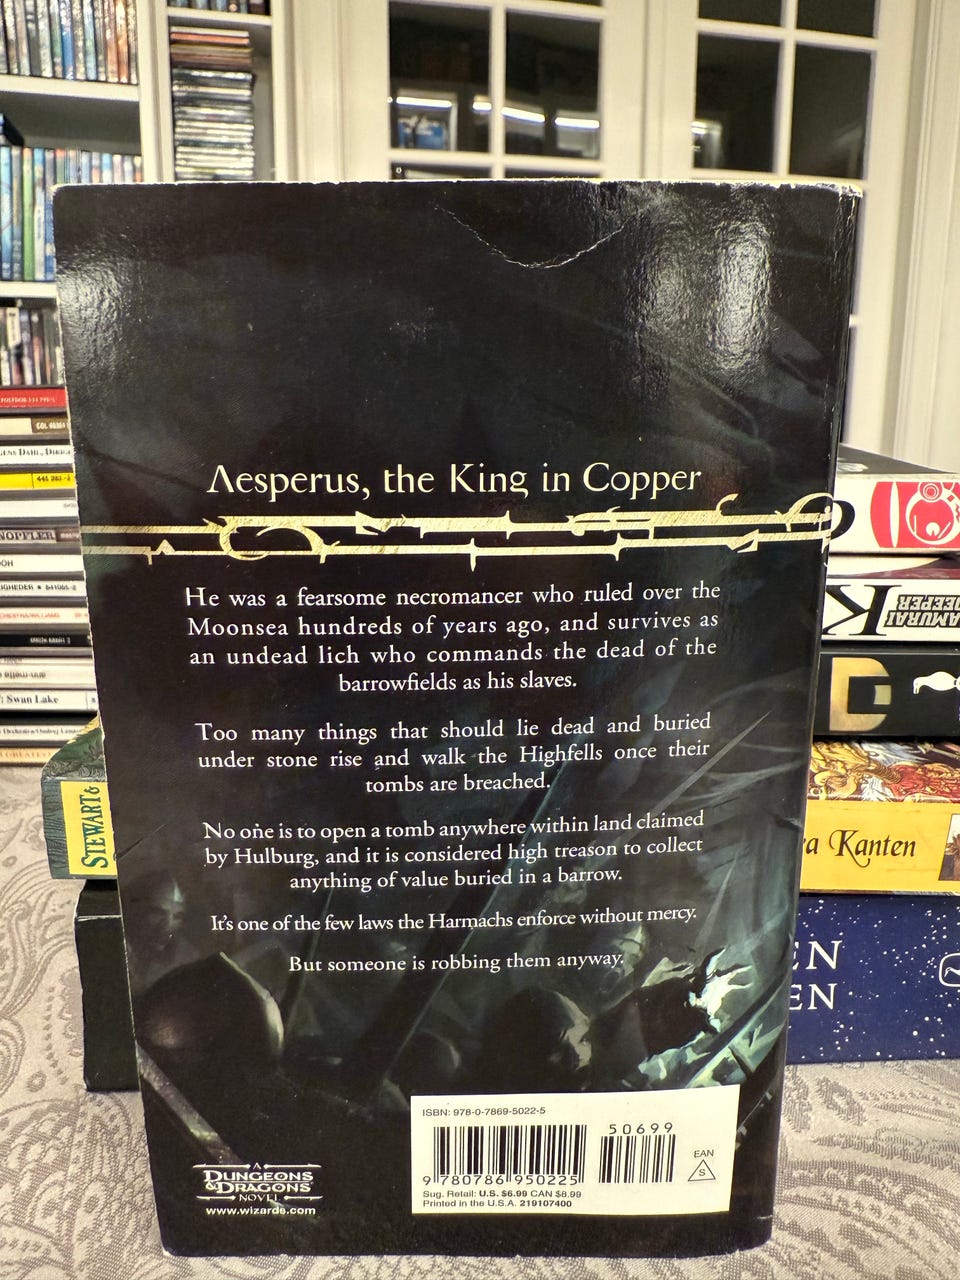 Aesperus, the King in Copper
He was a fearsome necromancer who ruled over the
Moonsea hundreds of years ago, and survives as
an undead lich who commands the dead of the
barrowfields as his slaves.
Too many things that should lie dead and buried
under stone rise and walk the Highfells once their
tombs are breached.
No one is to open a tomb anywhere within land claimed
by Hulburg, and it is considered high treason to collect
anything of value buried in a barrow.
It's one of the few laws the Harmachs enforce without mercy.
But someone is robbing them anyway.
A
DUNGEONS
& DRAGONS
NOVEL
www.wizards.com
ISBN: 978-0-7869-5022-5
50699
9 780786 950225
EAN
S
Sug. Retail: U.S. $6.99 CAN $8.99
Printed in the U.S.A. 219107400
NOPFLER
Swan Lake
STEWART&
SAMURAI
KEEPER
a Kanten
EN
EN